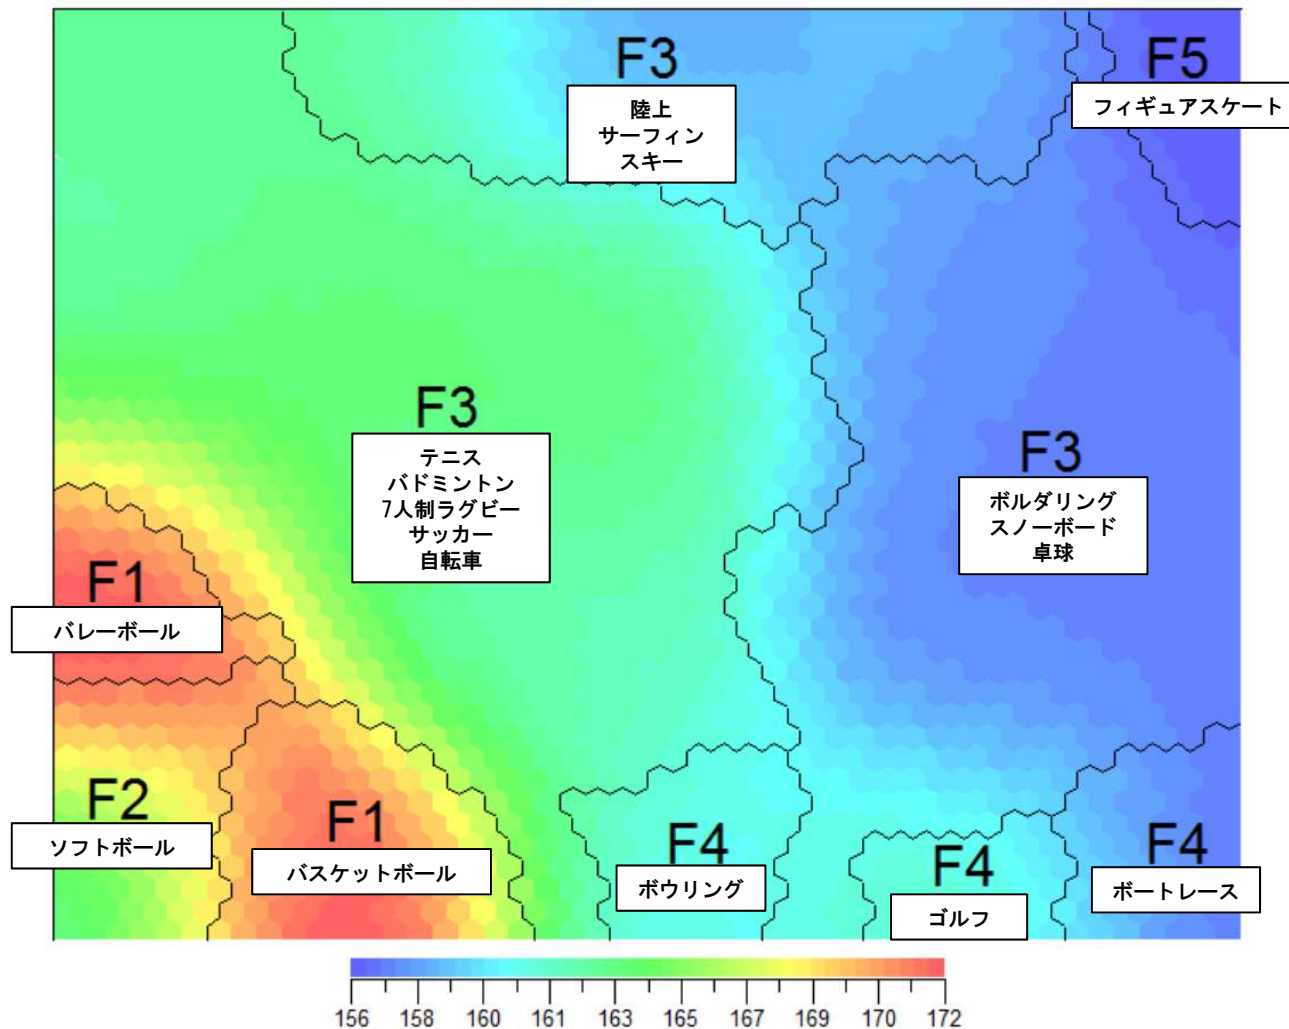 F3
陸上
サーフィン
スキー
F5
フィギュアスケート
F3
テニス
バドミントン
7人制ラグビー
サッカー
自転車
F3
ボルダリング
スノーボード
卓球
F1
バレーボール
F2
ソフトボール
F1
バスケットボール
F4
ボウリング
F4
ゴルフ
F4
ボートレース
156 158 160 161 163 165 167 169 170 172